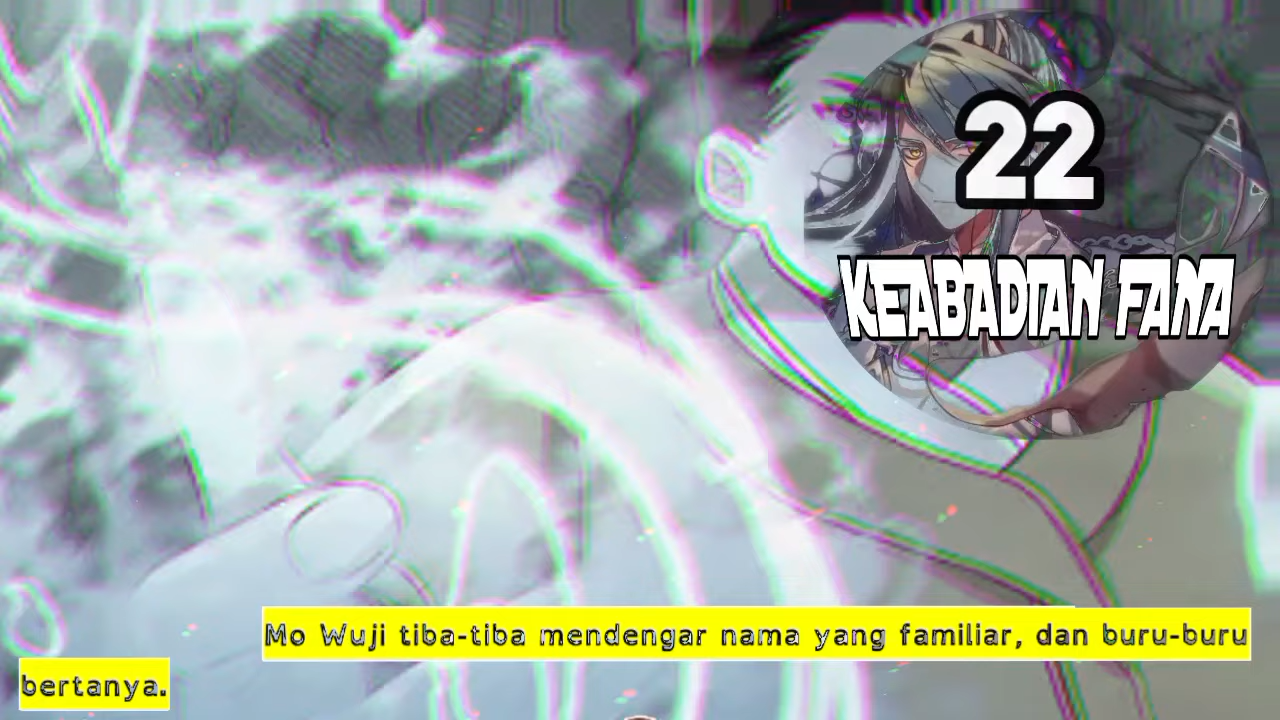 22
KEABADIAN FANA
Mo Wuji tiba-tiba mendengar nama yang familiar, dan buru-buru
bertanya.